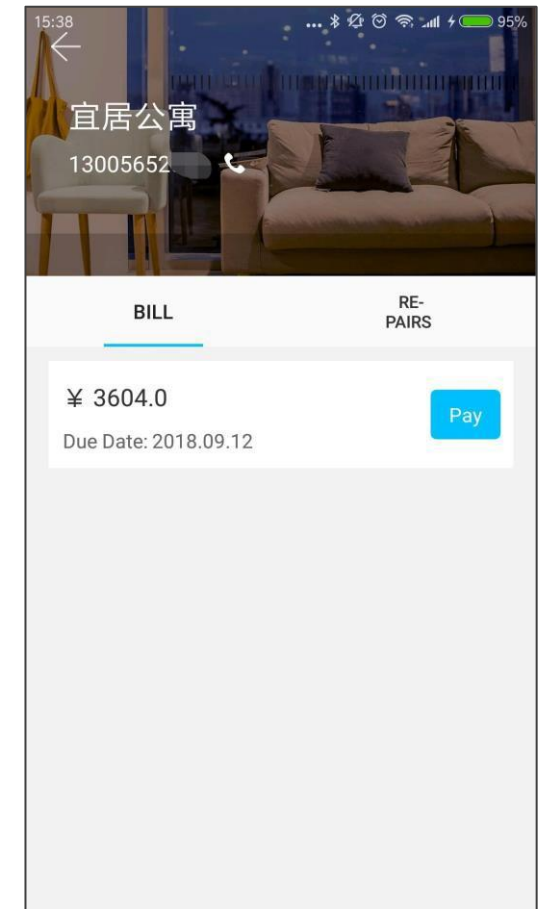 15:38
95%
宜居公寓
13005652
BILL
RE-
PAIRS
¥ 3604.0
Pay
Due Date: 2018.09.12